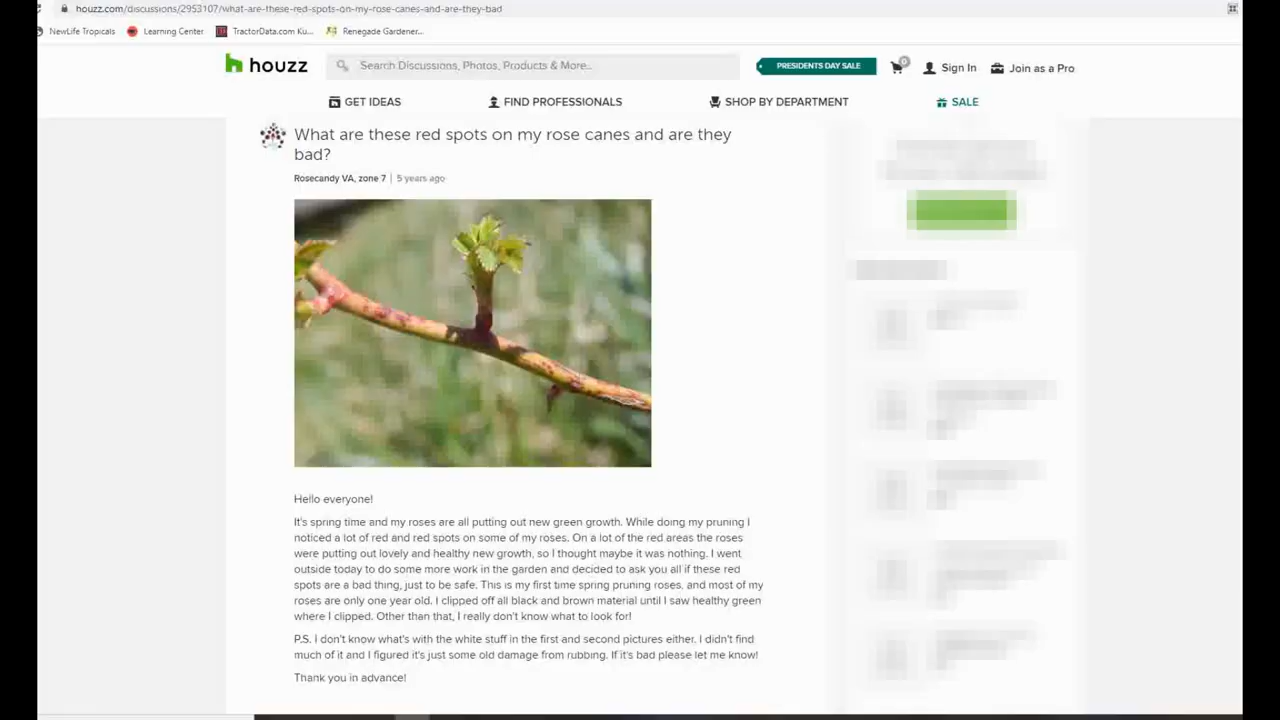 houzz.com/discussions/2953107/what-are-these-red-spots-on-my-rose-canes-and-are-they-bad
NewLife Tropicals Learning Center TractorData.com Ku... Renegade Gardener...
houzz Search Discussions, Photos, Products & More... PRESIDENTS DAY SALE 0 Sign In Join as a Pro
GET IDEAS FIND PROFESSIONALS SHOP BY DEPARTMENT SALE
What are these red spots on my rose canes and are they
bad?
Rosecandy VA, zone 7 | 5 years ago
Hello everyone!
It's spring time and my roses are all putting out new green growth. While doing my pruning I
noticed a lot of red and red spots on some of my roses. On a lot of the red areas the roses
were putting out lovely and healthy new growth, so I thought maybe it was nothing. I went
outside today to do some more work in the garden and decided to ask you all if these red
spots are a bad thing, just to be safe. This is my first time spring pruning roses, and most of my
roses are only one year old. I clipped off all black and brown material until I saw healthy green
where I clipped. Other than that, I really don't know what to look for!
P.S. I don't know what's with the white stuff in the first and second pictures either. I didn't find
much of it and I figured it's just some old damage from rubbing. If it's bad please let me know!
Thank you in advance!